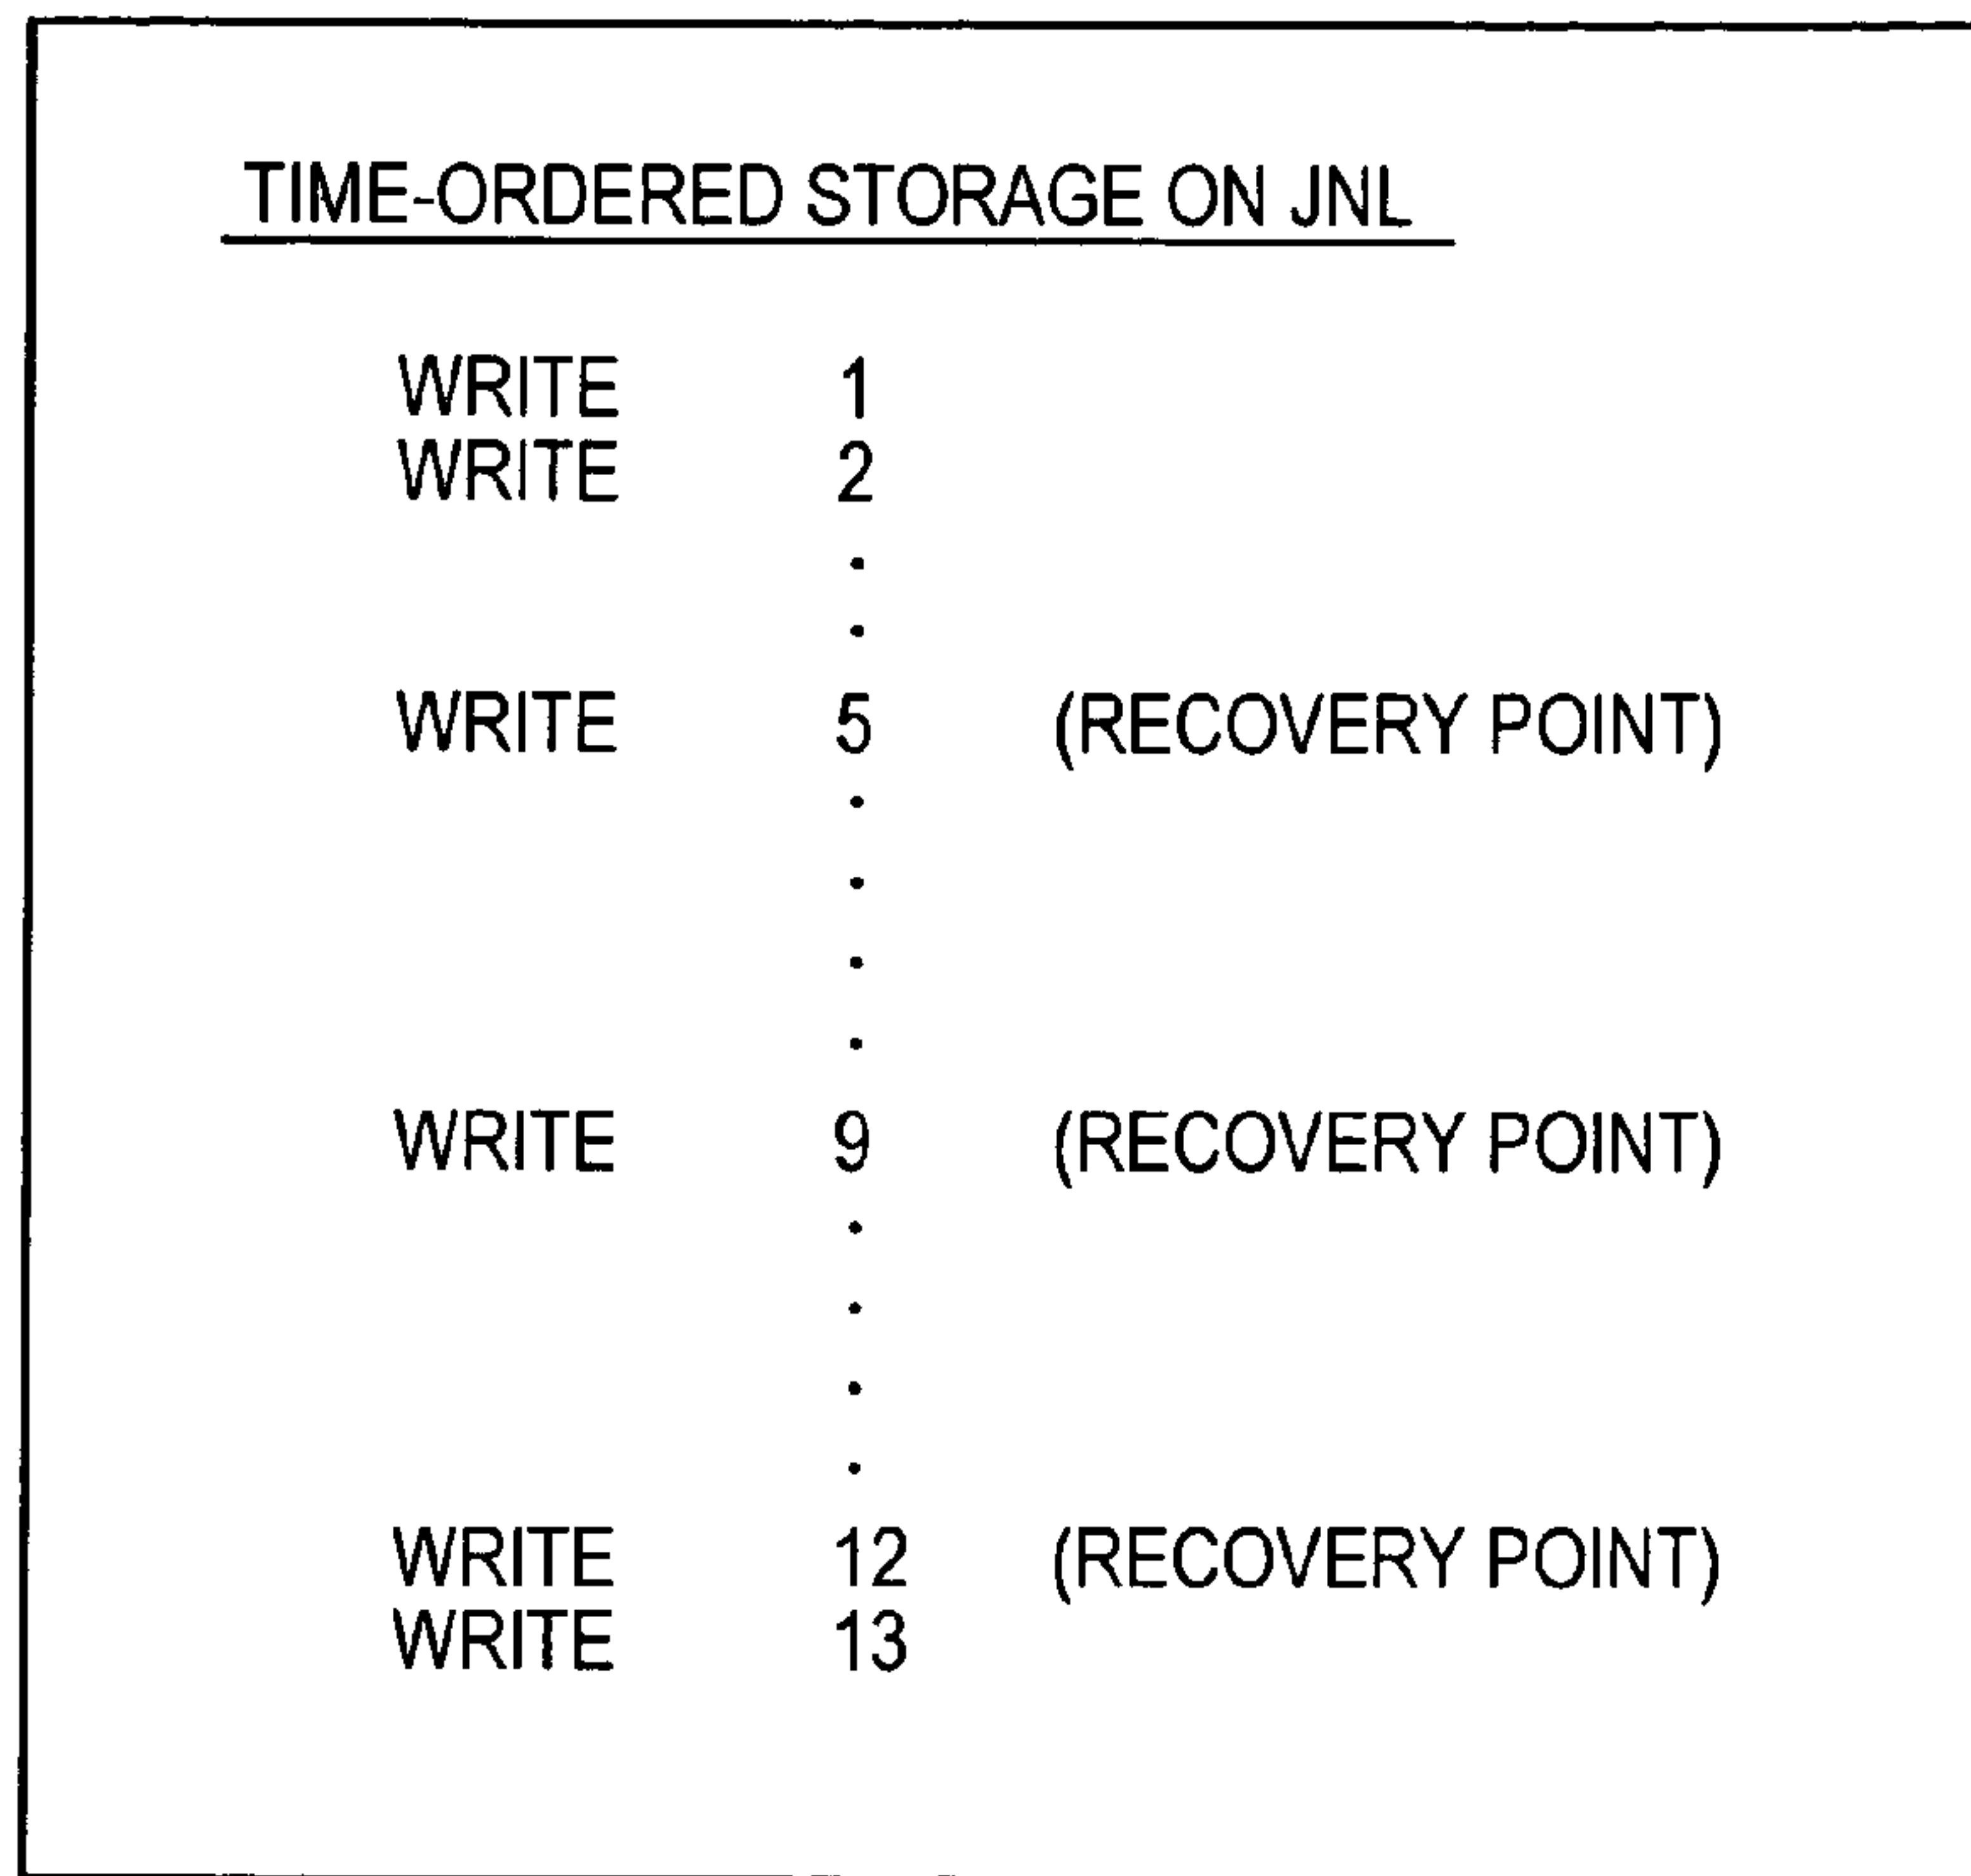 TIME-ORDERED STORAGE ON JNL
WRITE 1
WRITE 2
.
.
WRITE 5 (RECOVERY POINT)
.
.
.
.
WRITE 9 (RECOVERY POINT)
.
.
.
.
WRITE 12 (RECOVERY POINT)
WRITE 13